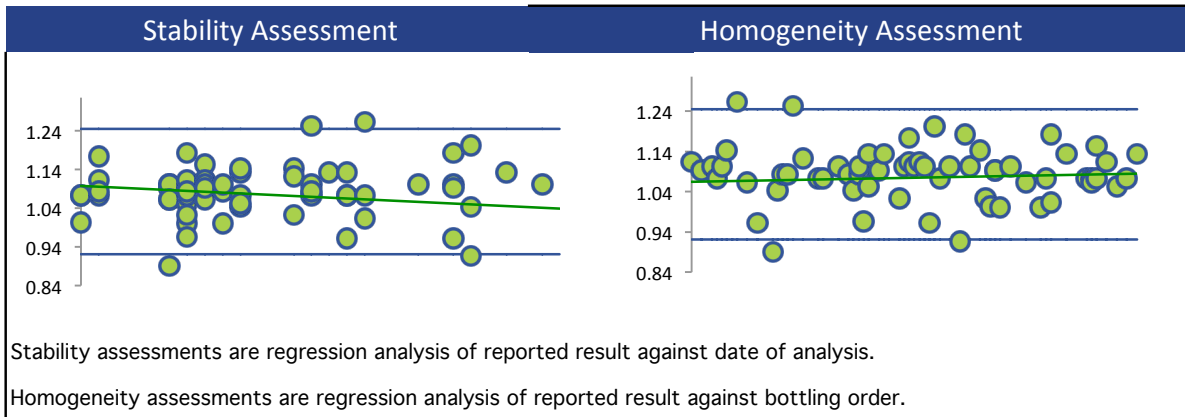 Stability Assessment
Homogeneity Assessment
1.24
1.14
1.04
0.94
0.84
1.24
1.14
1.04
0.94
0.84
Stability assessments are regression analysis of reported result against date of analysis.
Homogeneity assessments are regression analysis of reported result against bottling order.